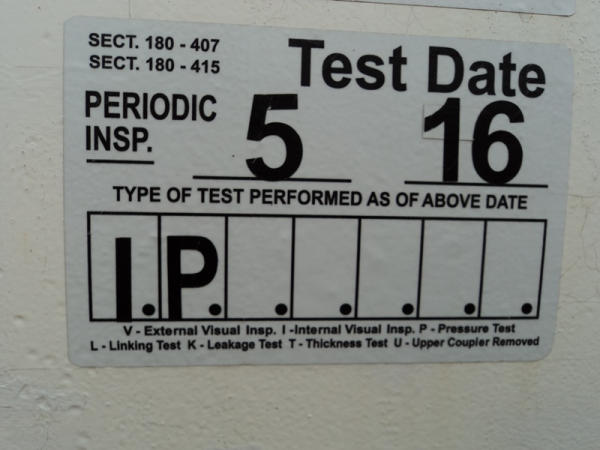 SECT. 180 - 407
SECT. 180 - 415
Test Date
PERIODIC
INSP.
5 16
TYPE OF TEST PERFORMED AS OF ABOVE DATE
I. P. . . . . .
V - External Visual Insp. I -Internal Visual Insp. P - Pressure Test
L - Linking Test K - Leakage Test T - Thickness Test U - Upper Coupler Removed